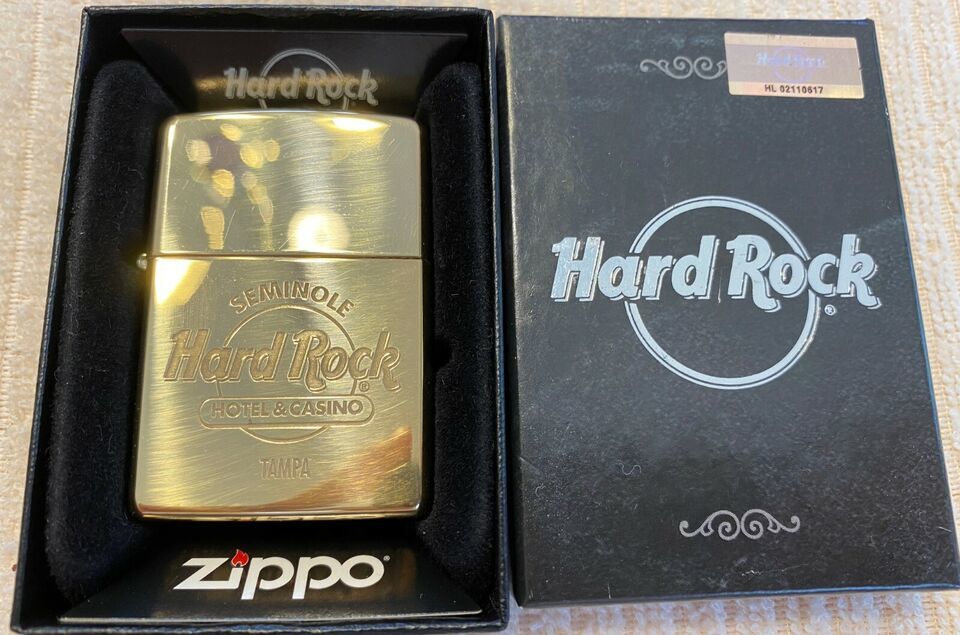 Hard Rock
SEMINOLE
Hard Rock
®
HOTEL & CASINO
TAMPA
Zippo®
HL 02110617
Hard Rock
®